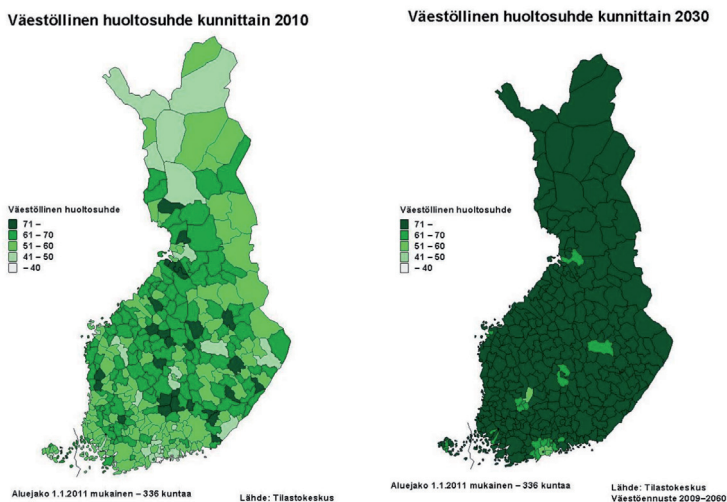 Väestöllinen huoltosuhde kunnittain 2010
Väestöllinen huoltosuhde
71 –
61 - 70
51 - 60
41 - 50
– 40
Aluejako 1.1.2011 mukainen – 336 kuntaa
Lähde: Tilastokeskus
Väestöllinen huoltosuhde kunnittain 2030
Väestöllinen huoltosuhde
71 –
61 - 70
51 - 60
41 - 50
– 40
Aluejako 1.1.2011 mukainen – 336 kuntaa
Lähde: Tilastokeskus
Väestöennuste 2009–2060